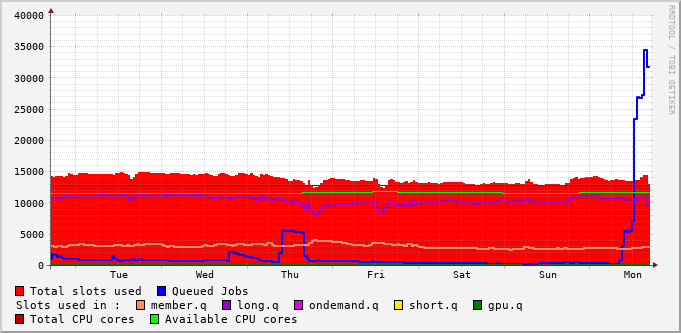 40000
35000
30000
25000
20000
15000
10000
5000
0
Tue Wed Thu Fri Sat Sun Mon
RRDTOOL / TOBI OETIKER
Total slots used Queued Jobs
Slots used in : member.q long.q ondemand.q short.q gpu.q
Total CPU cores Available CPU cores